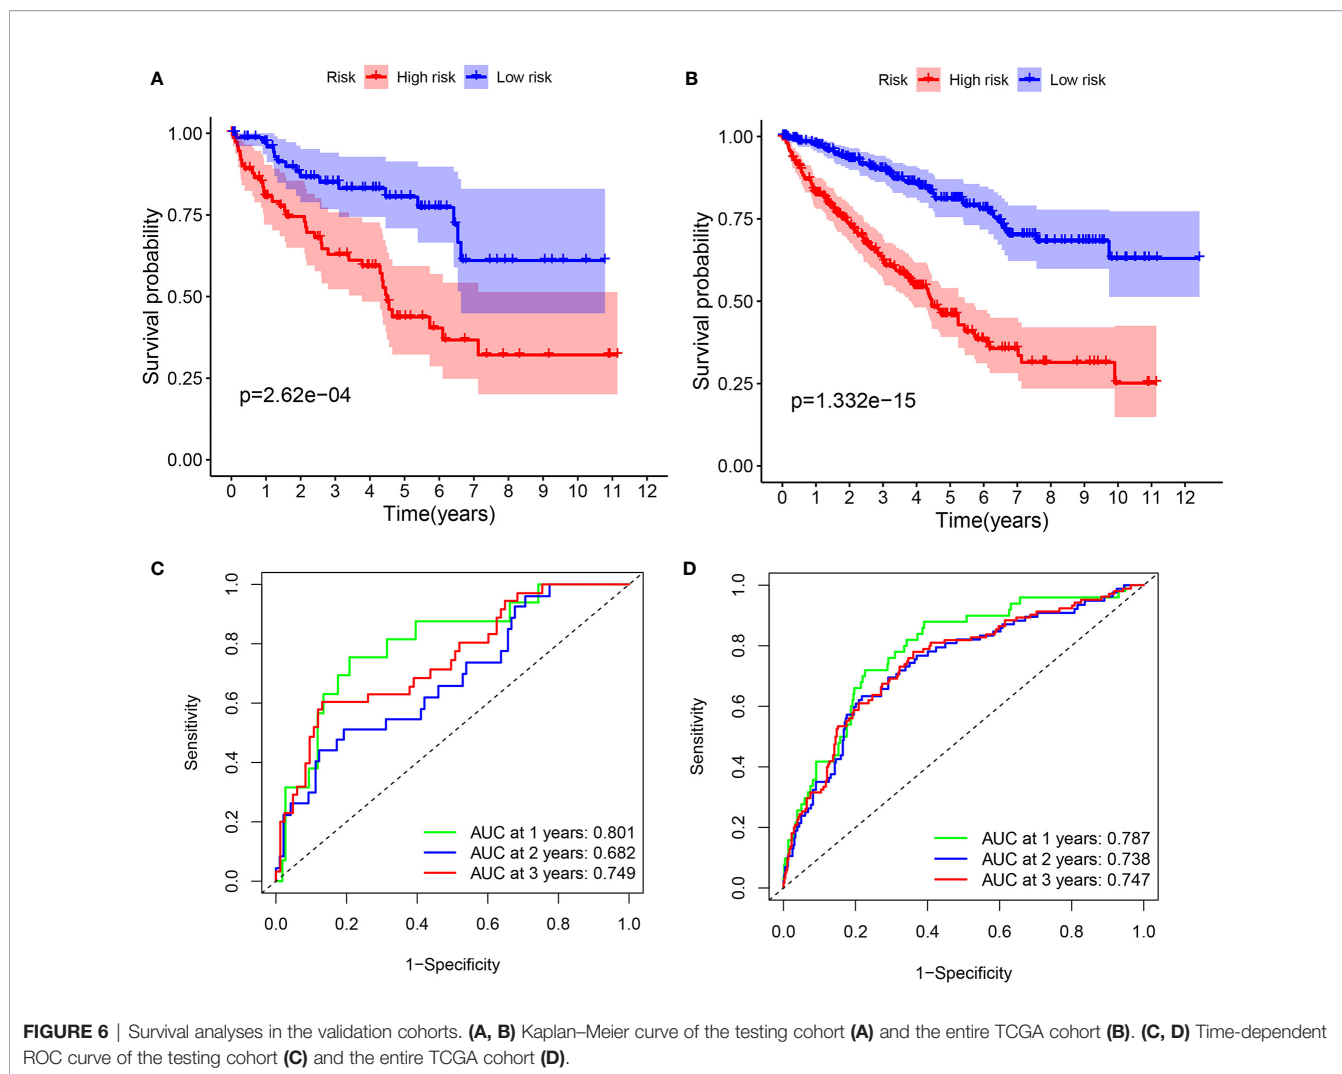 A
Risk High risk Low risk
Survival probability
1.00
0.75
0.50
0.25
0.00
p=2.62e−04
0 1 2 3 4 5 6 7 8 9 10 11 12
Time(years)
B
Risk High risk Low risk
Survival probability
1.00
0.75
0.50
0.25
0.00
p=1.332e−15
0 1 2 3 4 5 6 7 8 9 10 11 12
Time(years)
C
Sensitivity
1.0
0.8
0.6
0.4
0.2
0.0
AUC at 1 years: 0.801
AUC at 2 years: 0.682
AUC at 3 years: 0.749
0.0 0.2 0.4 0.6 0.8 1.0
1−Specificity
D
Sensitivity
1.0
0.8
0.6
0.4
0.2
0.0
AUC at 1 years: 0.787
AUC at 2 years: 0.738
AUC at 3 years: 0.747
0.0 0.2 0.4 0.6 0.8 1.0
1−Specificity
FIGURE 6 | Survival analyses in the validation cohorts. (A, B) Kaplan–Meier curve of the testing cohort (A) and the entire TCGA cohort (B). (C, D) Time-dependent
ROC curve of the testing cohort (C) and the entire TCGA cohort (D).